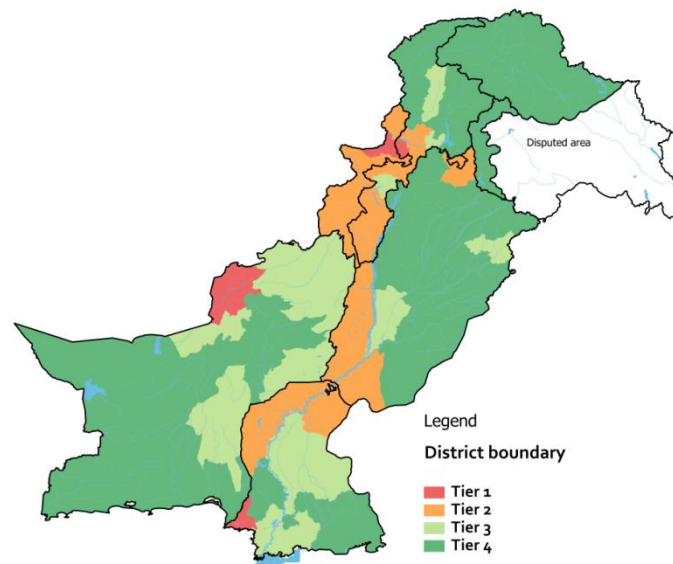 Disputed area
Legend
District boundary
Tier 1
Tier 2
Tier 3
Tier 4